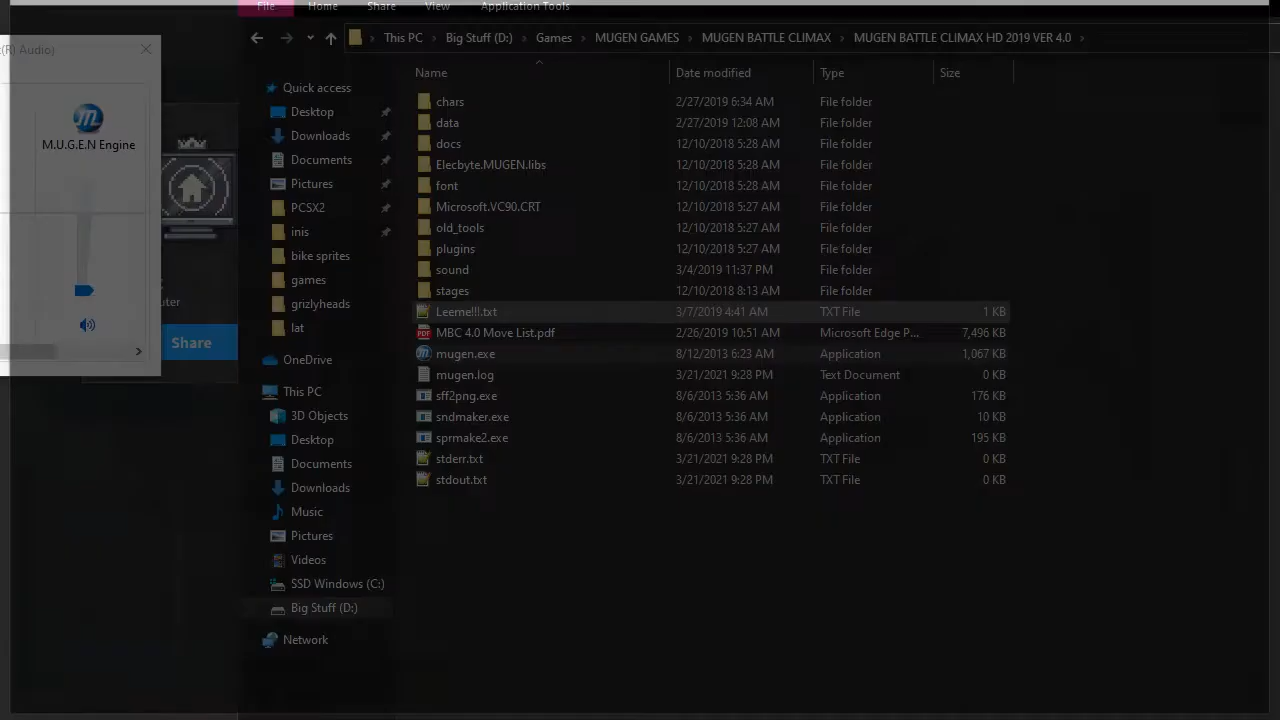 File Home Share View Application Tools
This PC › Big Stuff (D:) › Games › MUGEN GAMES › MUGEN BATTLE CLIMAX › MUGEN BATTLE CLIMAX HD 2019 VER 4.0 ›
(R) Audio)
M.U.G.E.N Engine
Share
Quick access
Desktop
Downloads
Documents
Pictures
PCSX2
inis
bike sprites
games
grizlyheads
lat
OneDrive
This PC
3D Objects
Desktop
Documents
Downloads
Music
Pictures
Videos
SSD Windows (C:)
Big Stuff (D:)
Network
Name Date modified Type Size
chars 2/27/2019 6:34 AM File folder
data 2/27/2019 12:08 AM File folder
docs 12/10/2018 5:28 AM File folder
Elecbyte.MUGEN.libs 12/10/2018 5:28 AM File folder
font 12/10/2018 5:28 AM File folder
Microsoft.VC90.CRT 12/10/2018 5:27 AM File folder
old_tools 12/10/2018 5:27 AM File folder
plugins 12/10/2018 5:27 AM File folder
sound 3/4/2019 11:37 PM File folder
stages 12/10/2018 8:13 AM File folder
Leeme!!!.txt 3/7/2019 4:41 AM TXT File 1 KB
MBC 4.0 Move List.pdf 2/26/2019 10:51 AM Microsoft Edge P... 7,496 KB
mugen.exe 8/12/2013 6:23 AM Application 1,067 KB
mugen.log 3/21/2021 9:28 PM Text Document 0 KB
sff2png.exe 8/6/2013 5:36 AM Application 176 KB
sndmaker.exe 8/6/2013 5:36 AM Application 10 KB
sprmake2.exe 8/6/2013 5:36 AM Application 195 KB
stderr.txt 3/21/2021 9:28 PM TXT File 0 KB
stdout.txt 3/21/2021 9:28 PM TXT File 0 KB